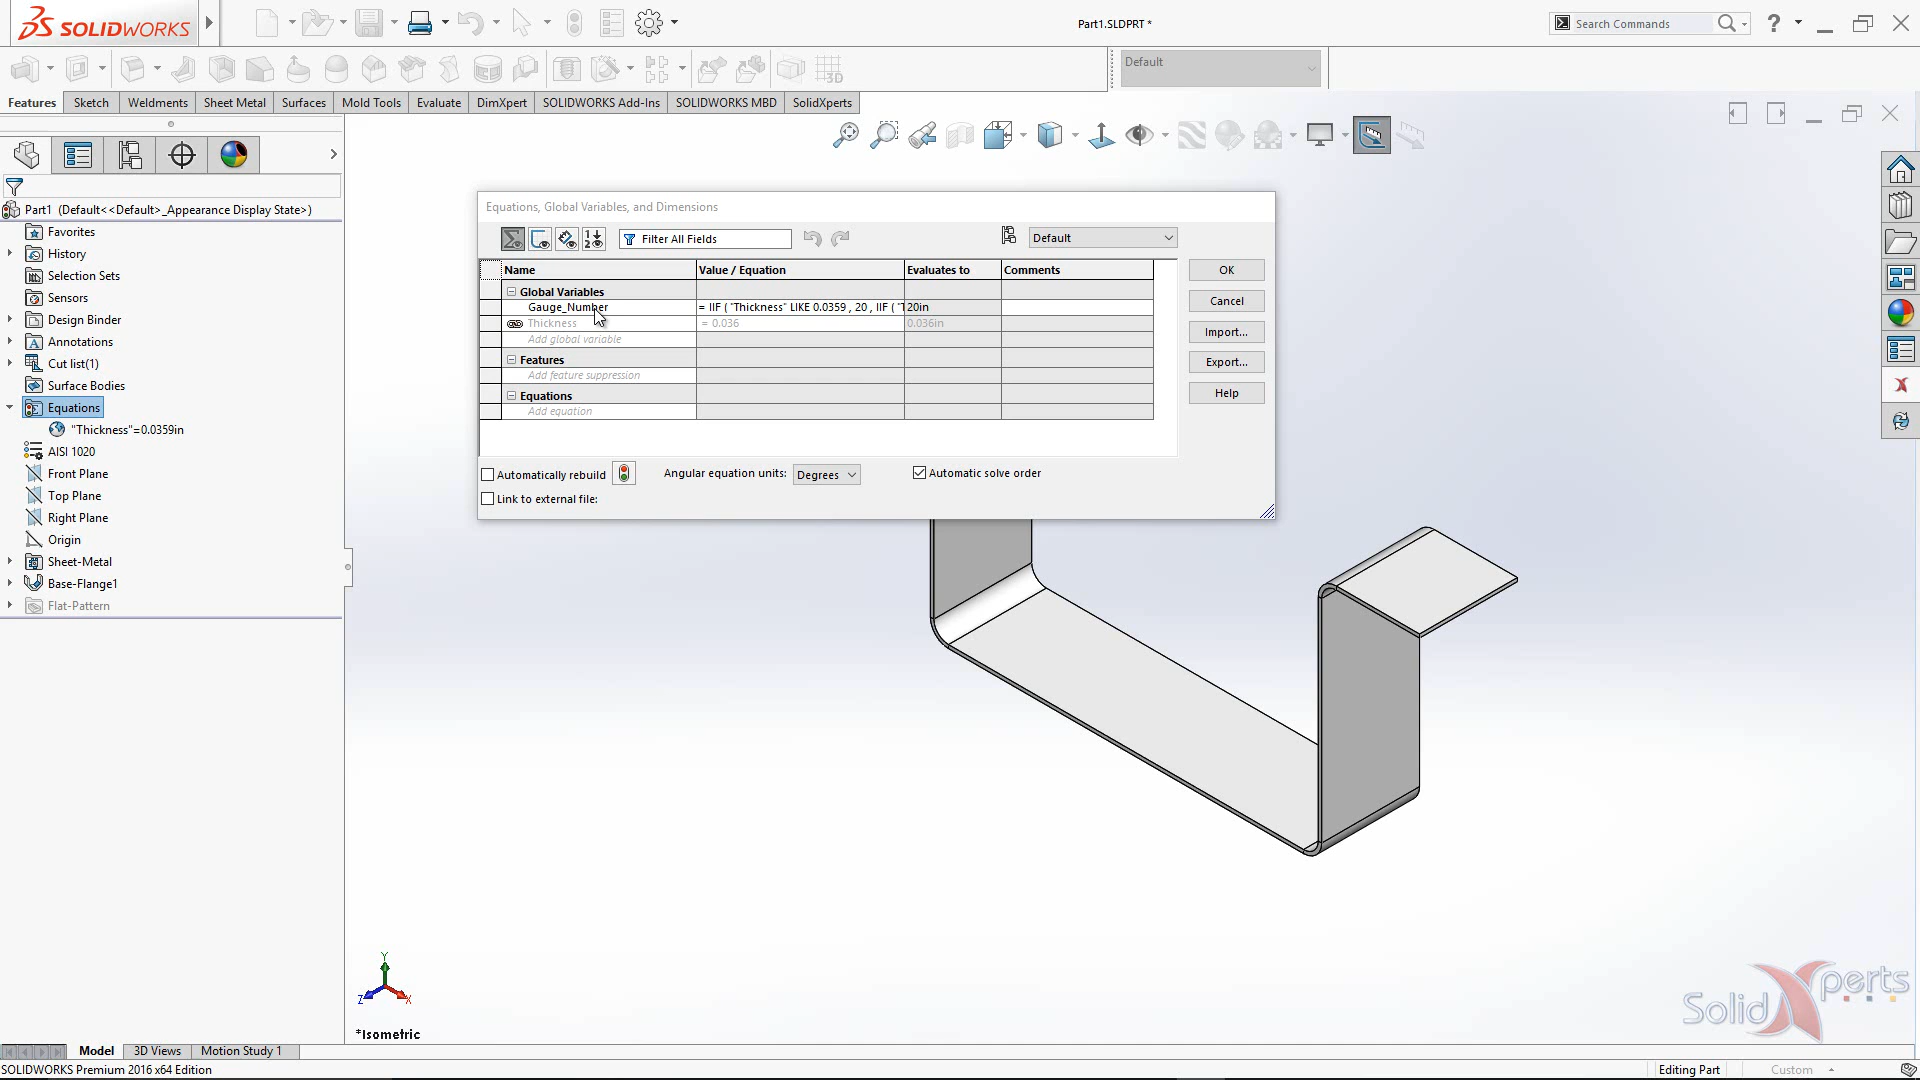 SOLIDWORKS
Part1.SLDPRT *
Search Commands
?
3D
Default
Features
Sketch
Weldments
Sheet Metal
Surfaces
Mold Tools
Evaluate
DimXpert
SOLIDWORKS Add-Ins
SOLIDWORKS MBD
SolidXperts
Part1 (Default<<Default>_Appearance Display State>)
Favorites
History
Selection Sets
Sensors
Design Binder
Annotations
Cut list(1)
Surface Bodies
Equations
"Thickness"=0.0359in
AISI 1020
Front Plane
Top Plane
Right Plane
Origin
Sheet-Metal
Base-Flange1
Flat-Pattern
Equations, Global Variables, and Dimensions
Filter All Fields
Default
Name Value / Equation Evaluates to Comments
Global Variables
Gauge_Number = IIF ( "Thickness" LIKE 0.0359 , 20 , IIF ( "T 20in
Thickness = 0.036 0.036in
Add global variable
Features
Add feature suppression
Equations
Add equation
OK
Cancel
Import...
Export...
Help
Automatically rebuild
Angular equation units: Degrees
Automatic solve order
Link to external file:
Y
Z
X
*Isometric
SolidXperts
Model
3D Views
Motion Study 1
SOLIDWORKS Premium 2016 x64 Edition
Editing Part
Custom